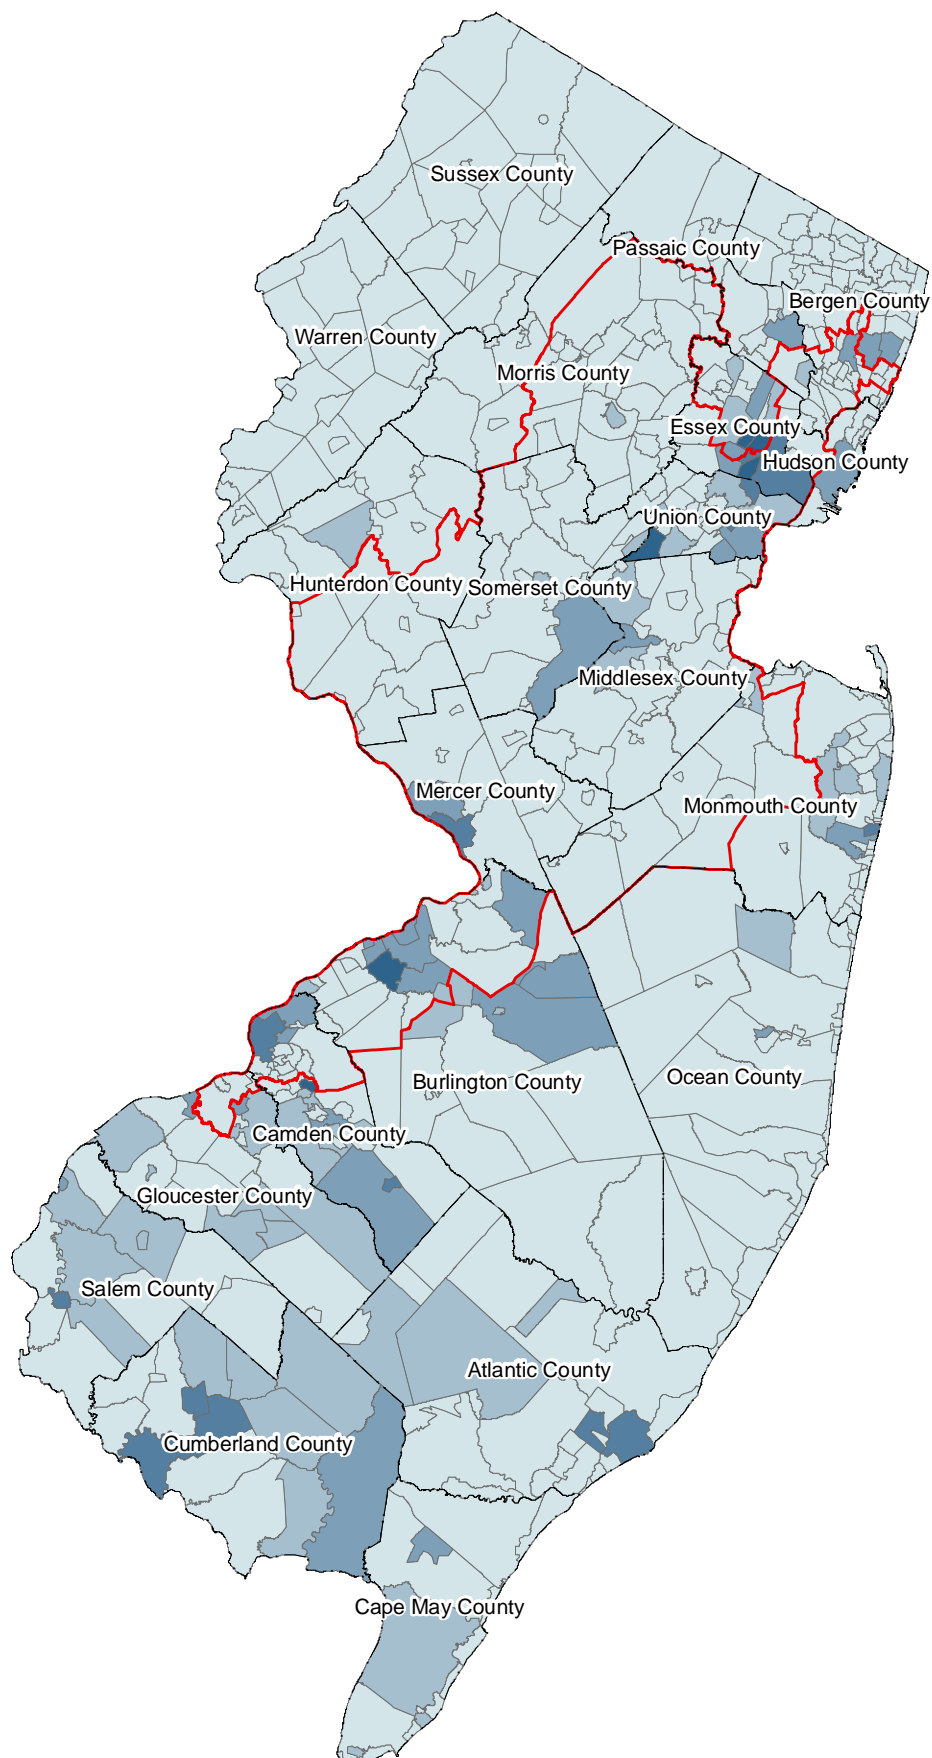 Sussex County
Passaic County
Bergen County
Warren County
Morris County
Essex County
Hudson County
Union County
Hunterdon County
Somerset County
Middlesex County
Mercer County
Monmouth County
Ocean County
Burlington County
Camden County
Gloucester County
Salem County
Atlantic County
Cumberland County
Cape May County